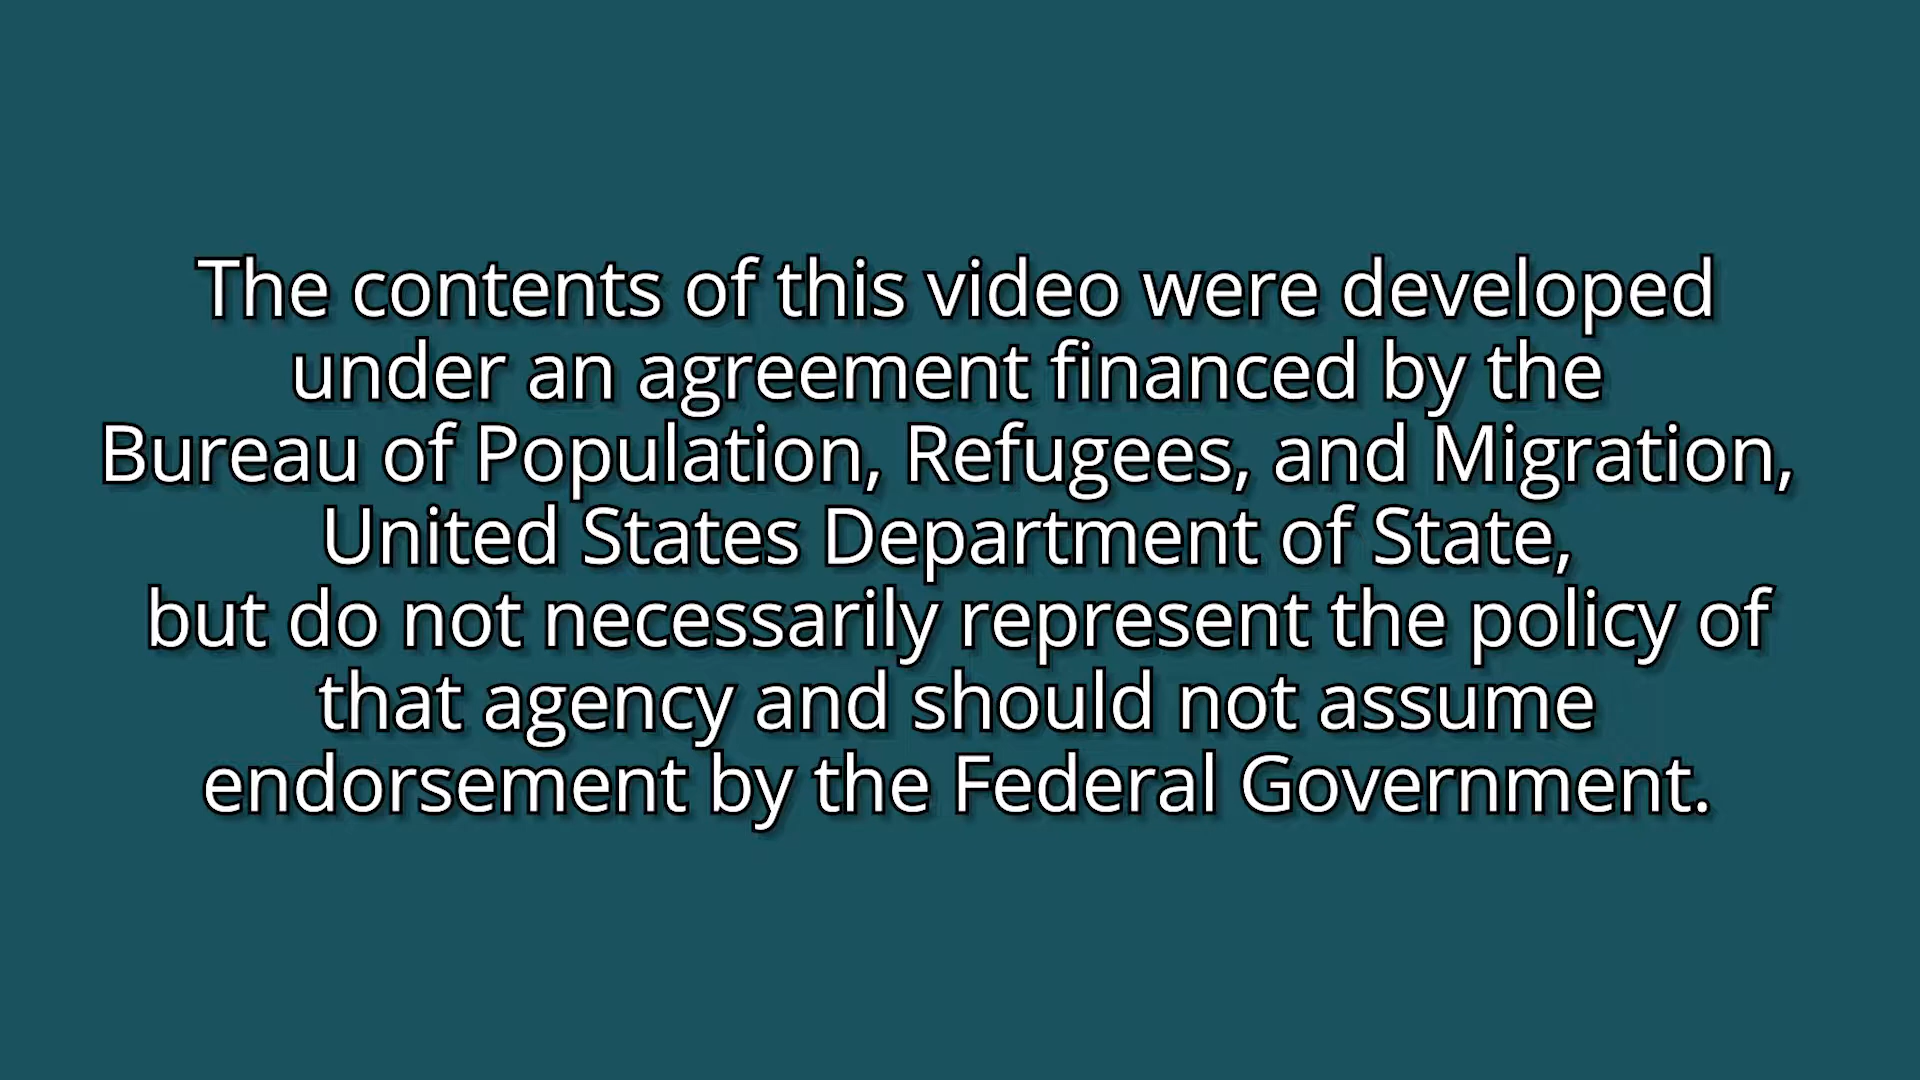 The contents of this video were developed
under an agreement financed by the
Bureau of Population, Refugees, and Migration,
United States Department of State,
but do not necessarily represent the policy of
that agency and should not assume
endorsement by the Federal Government.